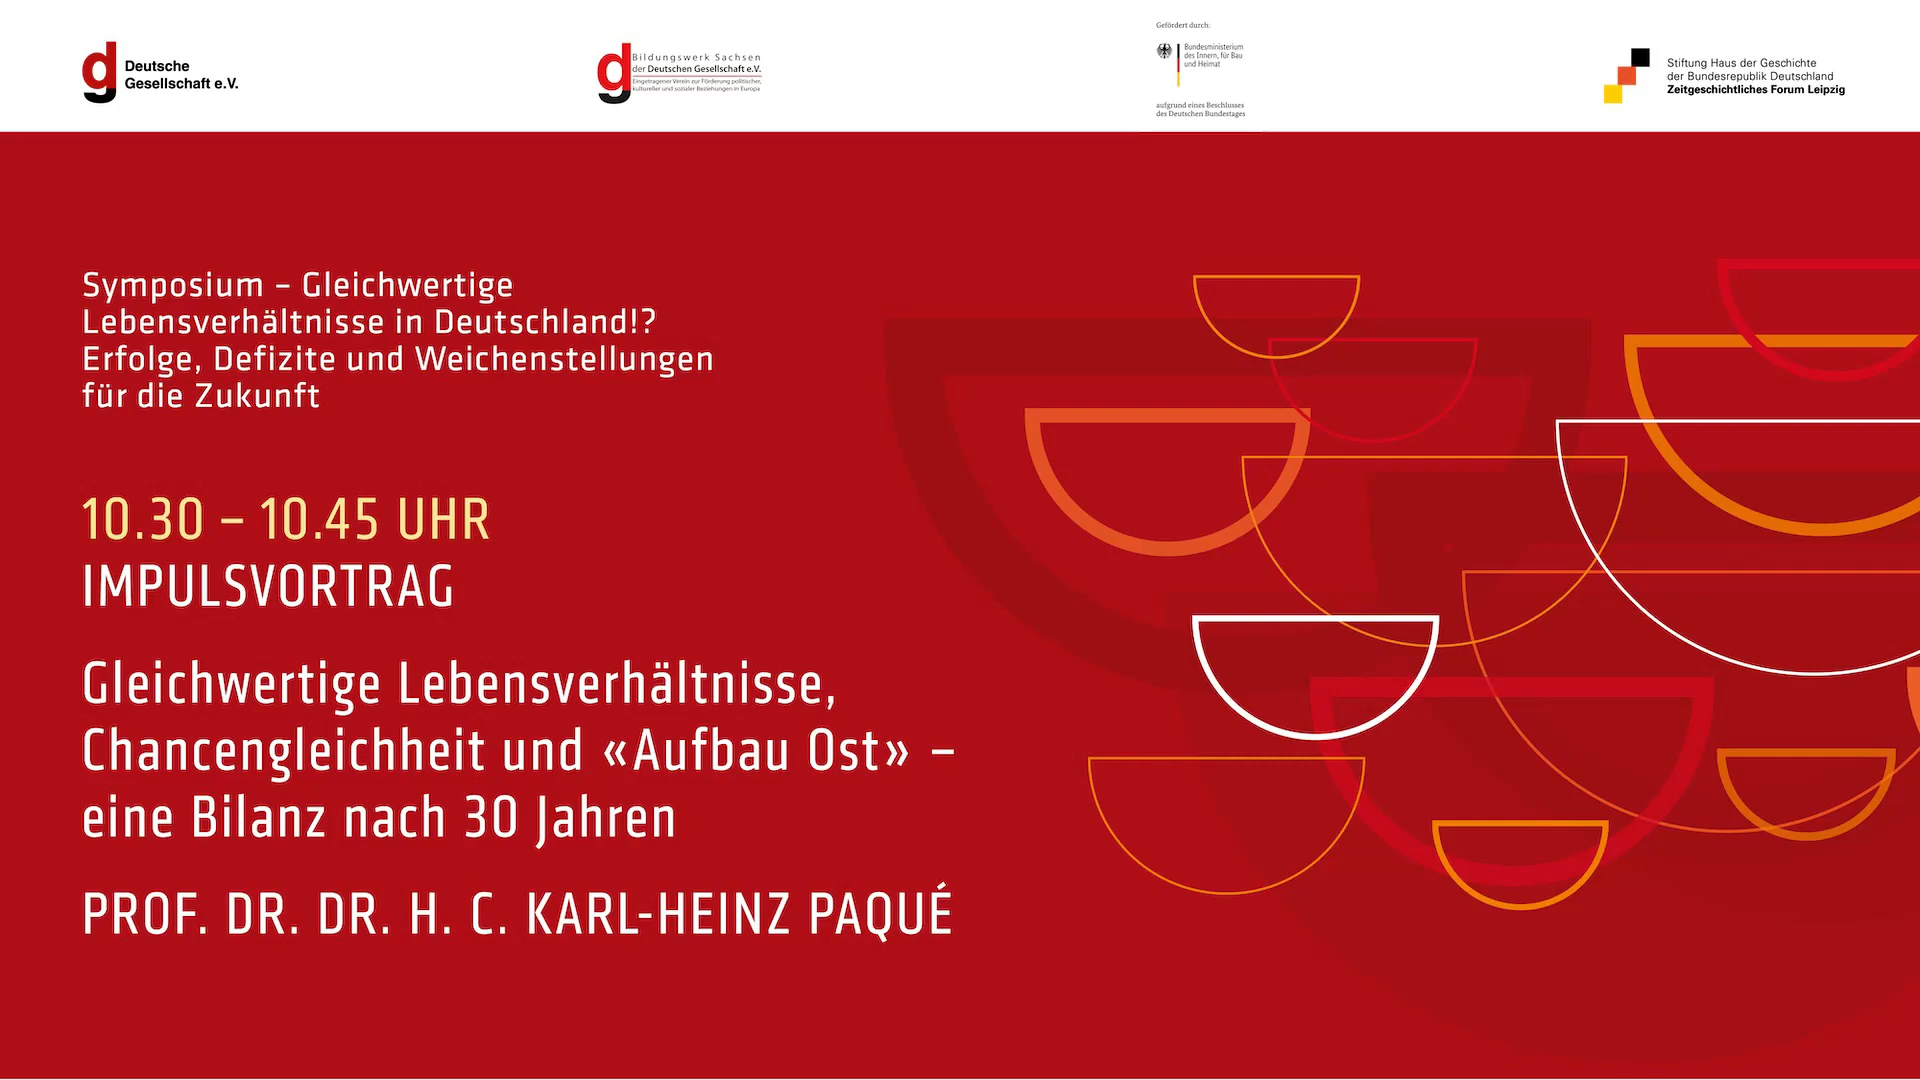 Deutsche
Gesellschaft e.V.
Bildungswerk Sachsen
der Deutschen Gesellschaft e.V.
Eingetragener Verein zur Förderung politischer,
kultureller und sozialer Beziehungen in Europa
Gefördert durch:
Bundesministerium
des Innern, für Bau
und Heimat
aufgrund eines Beschlusses
des Deutschen Bundestages
Stiftung Haus der Geschichte
der Bundesrepublik Deutschland
Zeitgeschichtliches Forum Leipzig
Symposium – Gleichwertige
Lebensverhältnisse in Deutschland!?
Erfolge, Defizite und Weichenstellungen
für die Zukunft
10.30 – 10.45 UHR
IMPULSVORTRAG
Gleichwertige Lebensverhältnisse,
Chancengleichheit und «Aufbau Ost» –
eine Bilanz nach 30 Jahren
PROF. DR. DR. H. C. KARL-HEINZ PAQUÉ